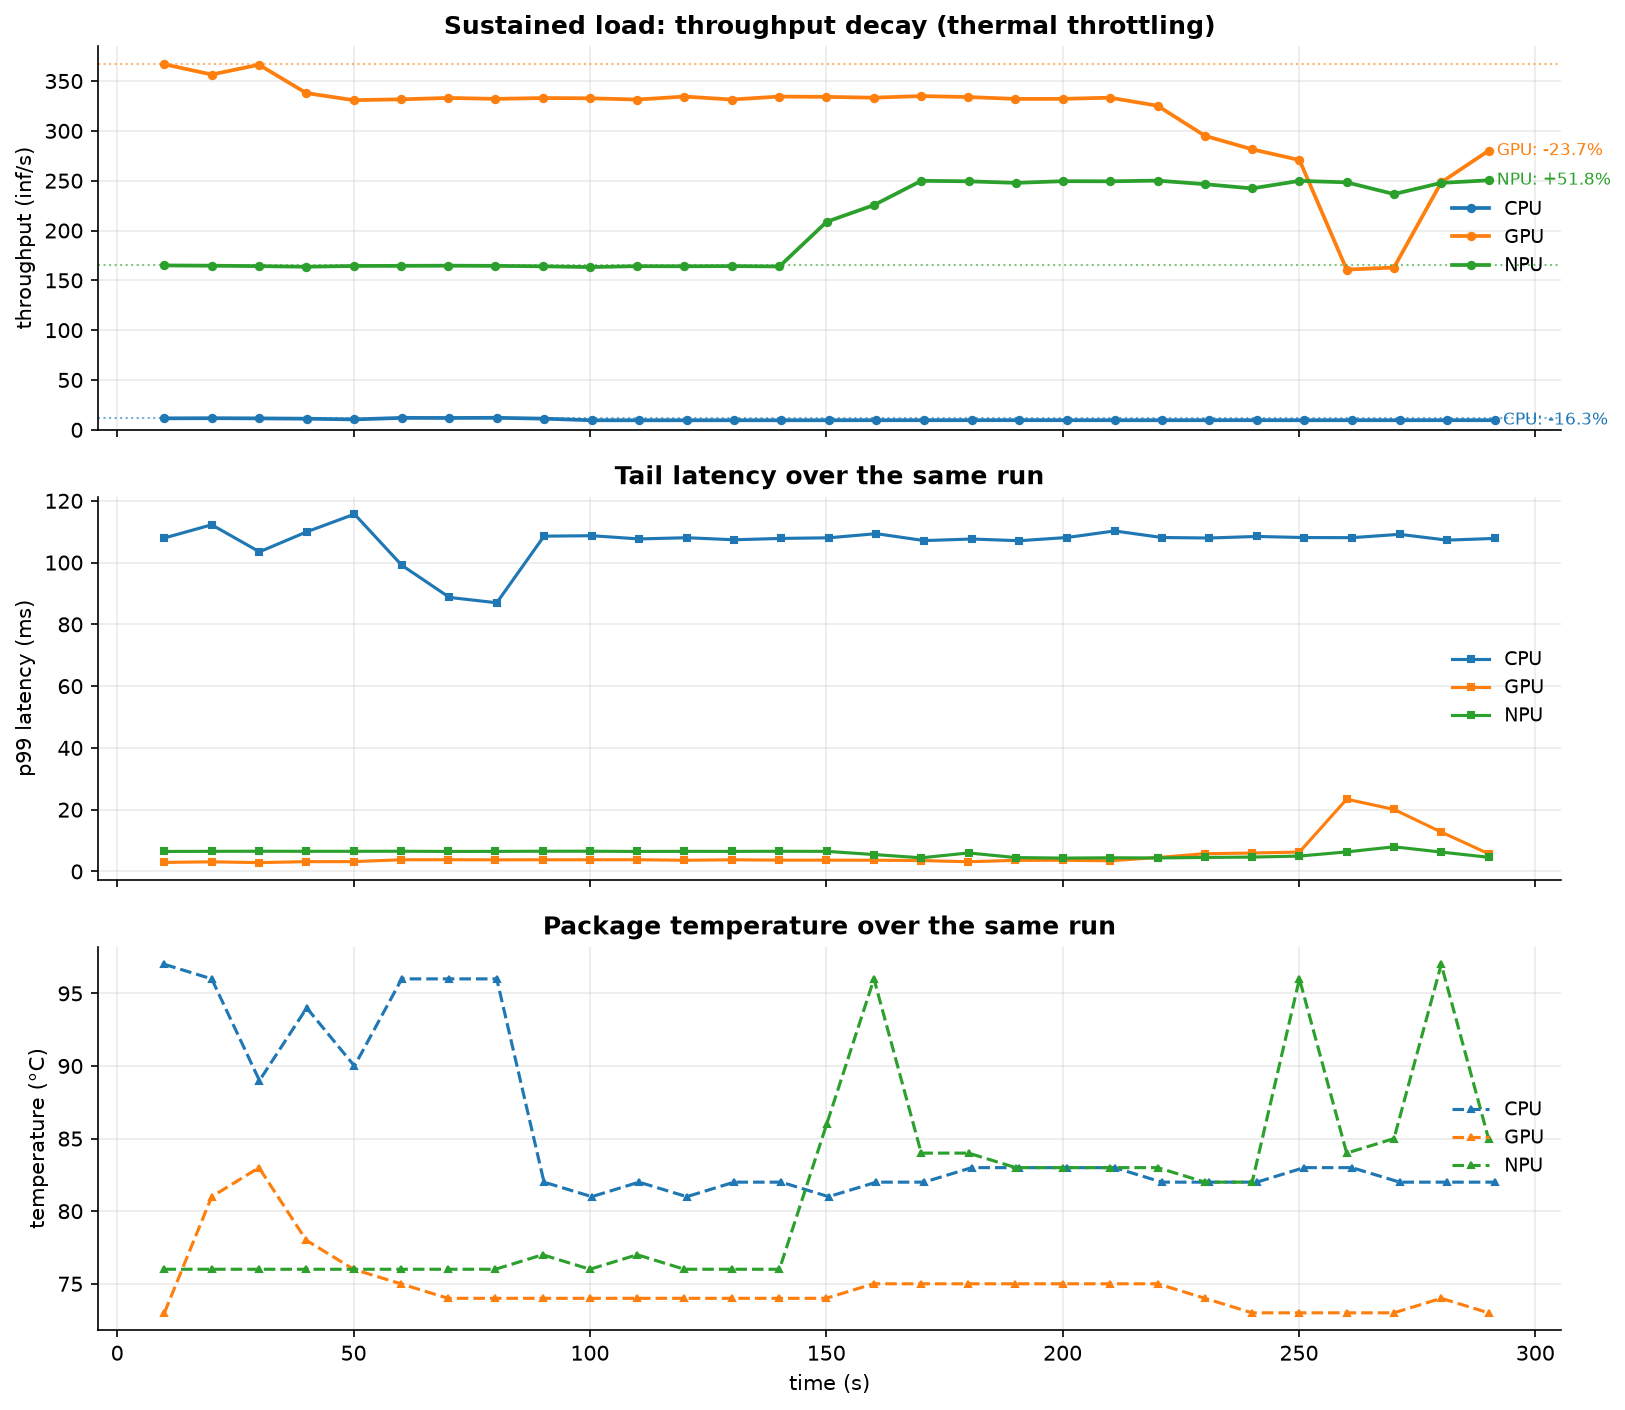 Sustained load: throughput decay (thermal throttling)
throughput (inf/s)
350
300
250
200
150
100
50
0
GPU: -23.7%
NPU: +51.8%
CPU
GPU
NPU
CPU: -16.3%
Tail latency over the same run
p99 latency (ms)
120
100
80
60
40
20
0
CPU
GPU
NPU
Package temperature over the same run
temperature (°C)
95
90
85
80
75
CPU
GPU
NPU
0 50 100 150 200 250 300
time (s)